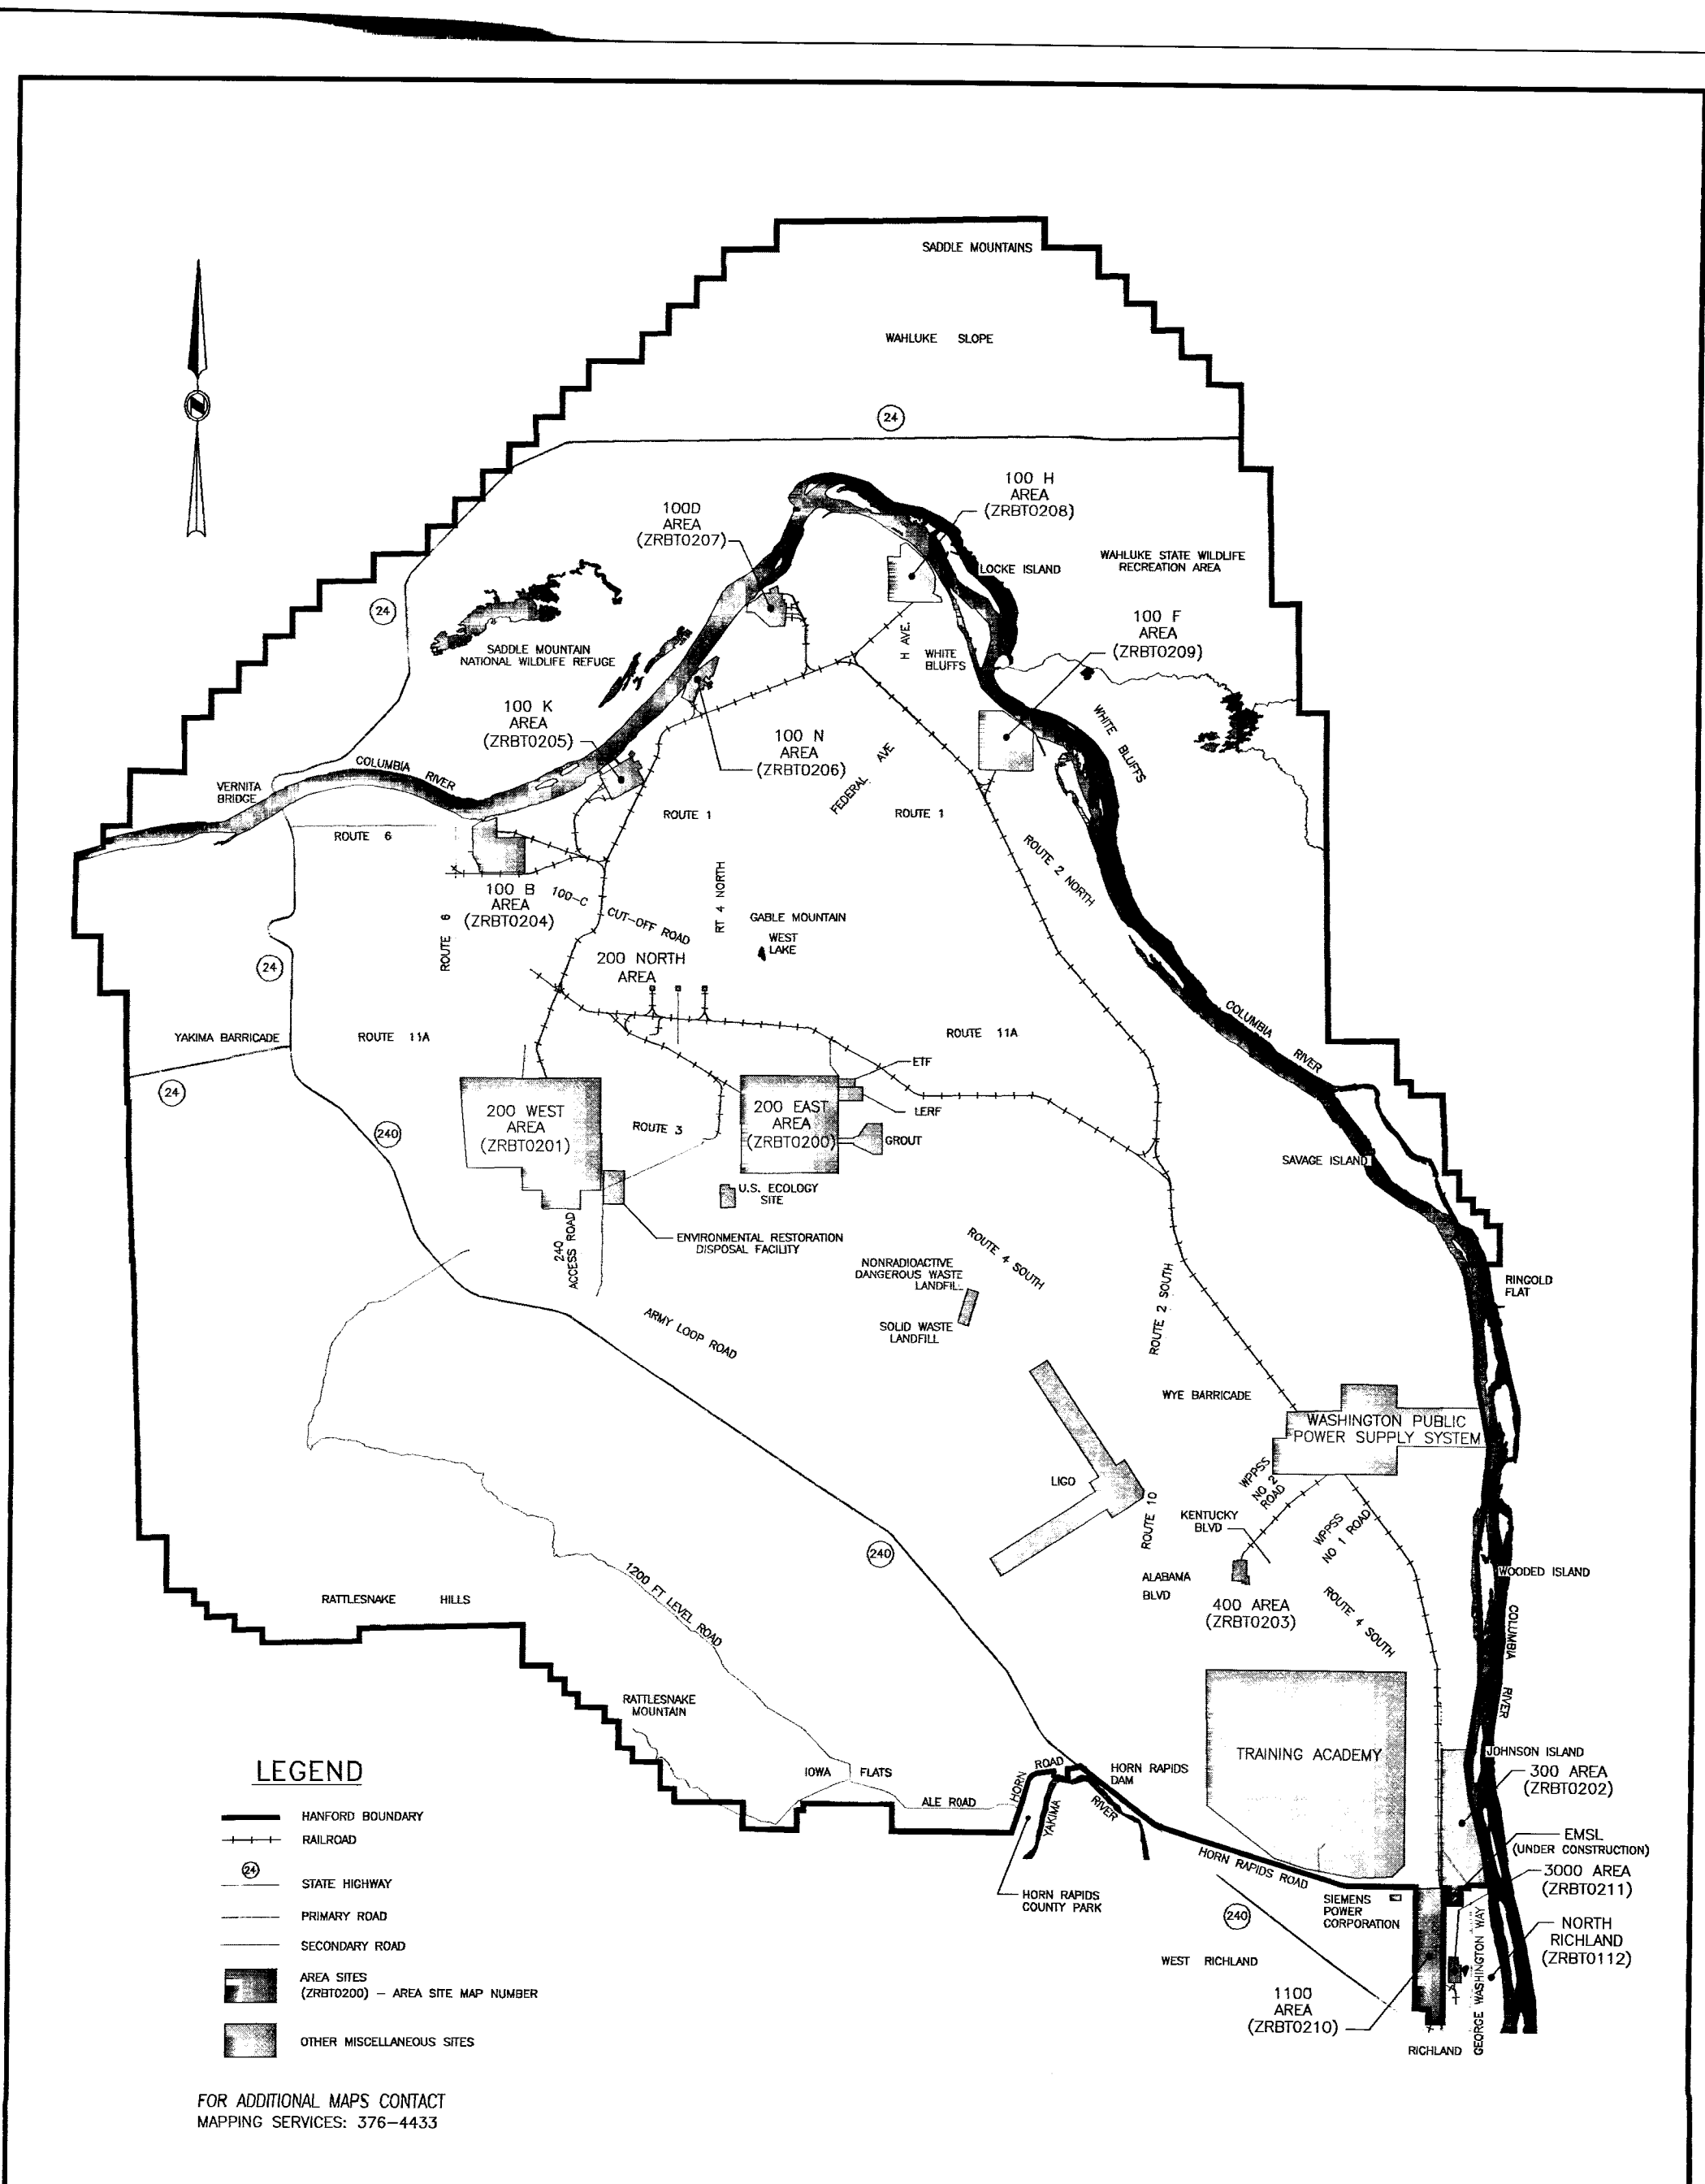 SADDLE MOUNTAINS
WAHLUKE SLOPE
24
100 H
AREA
(ZRBT0208)
100D
AREA
(ZRBT0207)
LOCKE ISLAND
WAHLUKE STATE WILDLIFE
RECREATION AREA
24
100 F
AREA
(ZRBT0209)
SADDLE MOUNTAIN
NATIONAL WILDLIFE REFUGE
H AVE.
WHITE
BLUFFS
100 K
AREA
(ZRBT0205)
100 N
AREA
(ZRBT0206)
WHITE BLUFFS
FEDERAL AVE
COLUMBIA RIVER
VERNITA
BRIDGE
ROUTE 6
ROUTE 1
ROUTE 1
ROUTE 2 NORTH
100 B
AREA
(ZRBT0204)
100-C CUT-OFF ROAD
RT 4 NORTH
ROUTE 6
GABLE MOUNTAIN
WEST
LAKE
24
200 NORTH
AREA
COLUMBIA RIVER
YAKIMA BARRICADE
ROUTE 11A
ROUTE 11A
ETF
24
200 WEST
AREA
(ZRBT0201)
ROUTE 3
200 EAST
AREA
(ZRBT0200)
LERF
GROUT
240
SAVAGE ISLAND
U.S. ECOLOGY
SITE
240
ACCESS ROAD
ENVIRONMENTAL RESTORATION
DISPOSAL FACILITY
ROUTE 4 SOUTH
NONRADIOACTIVE
DANGEROUS WASTE
LANDFILL
RINGOLD
FLAT
ROUTE 2 SOUTH
SOLID WASTE
LANDFILL
ARMY LOOP ROAD
WYE BARRICADE
WASHINGTON PUBLIC
POWER SUPPLY SYSTEM
LIGO
WPPSS
NO 2
ROAD
ROUTE 10
KENTUCKY
BLVD
WPPSS
NO 1 ROAD
240
ALABAMA
BLVD
WOODED ISLAND
400 AREA
(ZRBT0203)
ROUTE 4 SOUTH
COLUMBIA RIVER
1200 FT LEVEL ROAD
RATTLESNAKE HILLS
RATTLESNAKE
MOUNTAIN
TRAINING ACADEMY
JOHNSON ISLAND
300 AREA
(ZRBT0202)
IOWA FLATS
HORN ROAD
HORN RAPIDS
DAM
ALE ROAD
YAKIMA RIVER
EMSL
(UNDER CONSTRUCTION)
HORN RAPIDS ROAD
3000 AREA
(ZRBT0211)
HORN RAPIDS
COUNTY PARK
SIEMENS
POWER
CORPORATION
240
NORTH
RICHLAND
(ZRBT0112)
WEST RICHLAND
GEORGE WASHINGTON WAY
1100
AREA
(ZRBT0210)
RICHLAND
LEGEND
HANFORD BOUNDARY
RAILROAD
24
STATE HIGHWAY
PRIMARY ROAD
SECONDARY ROAD
AREA SITES
(ZRBT0200) – AREA SITE MAP NUMBER
OTHER MISCELLANEOUS SITES
FOR ADDITIONAL MAPS CONTACT
MAPPING SERVICES: 376–4433